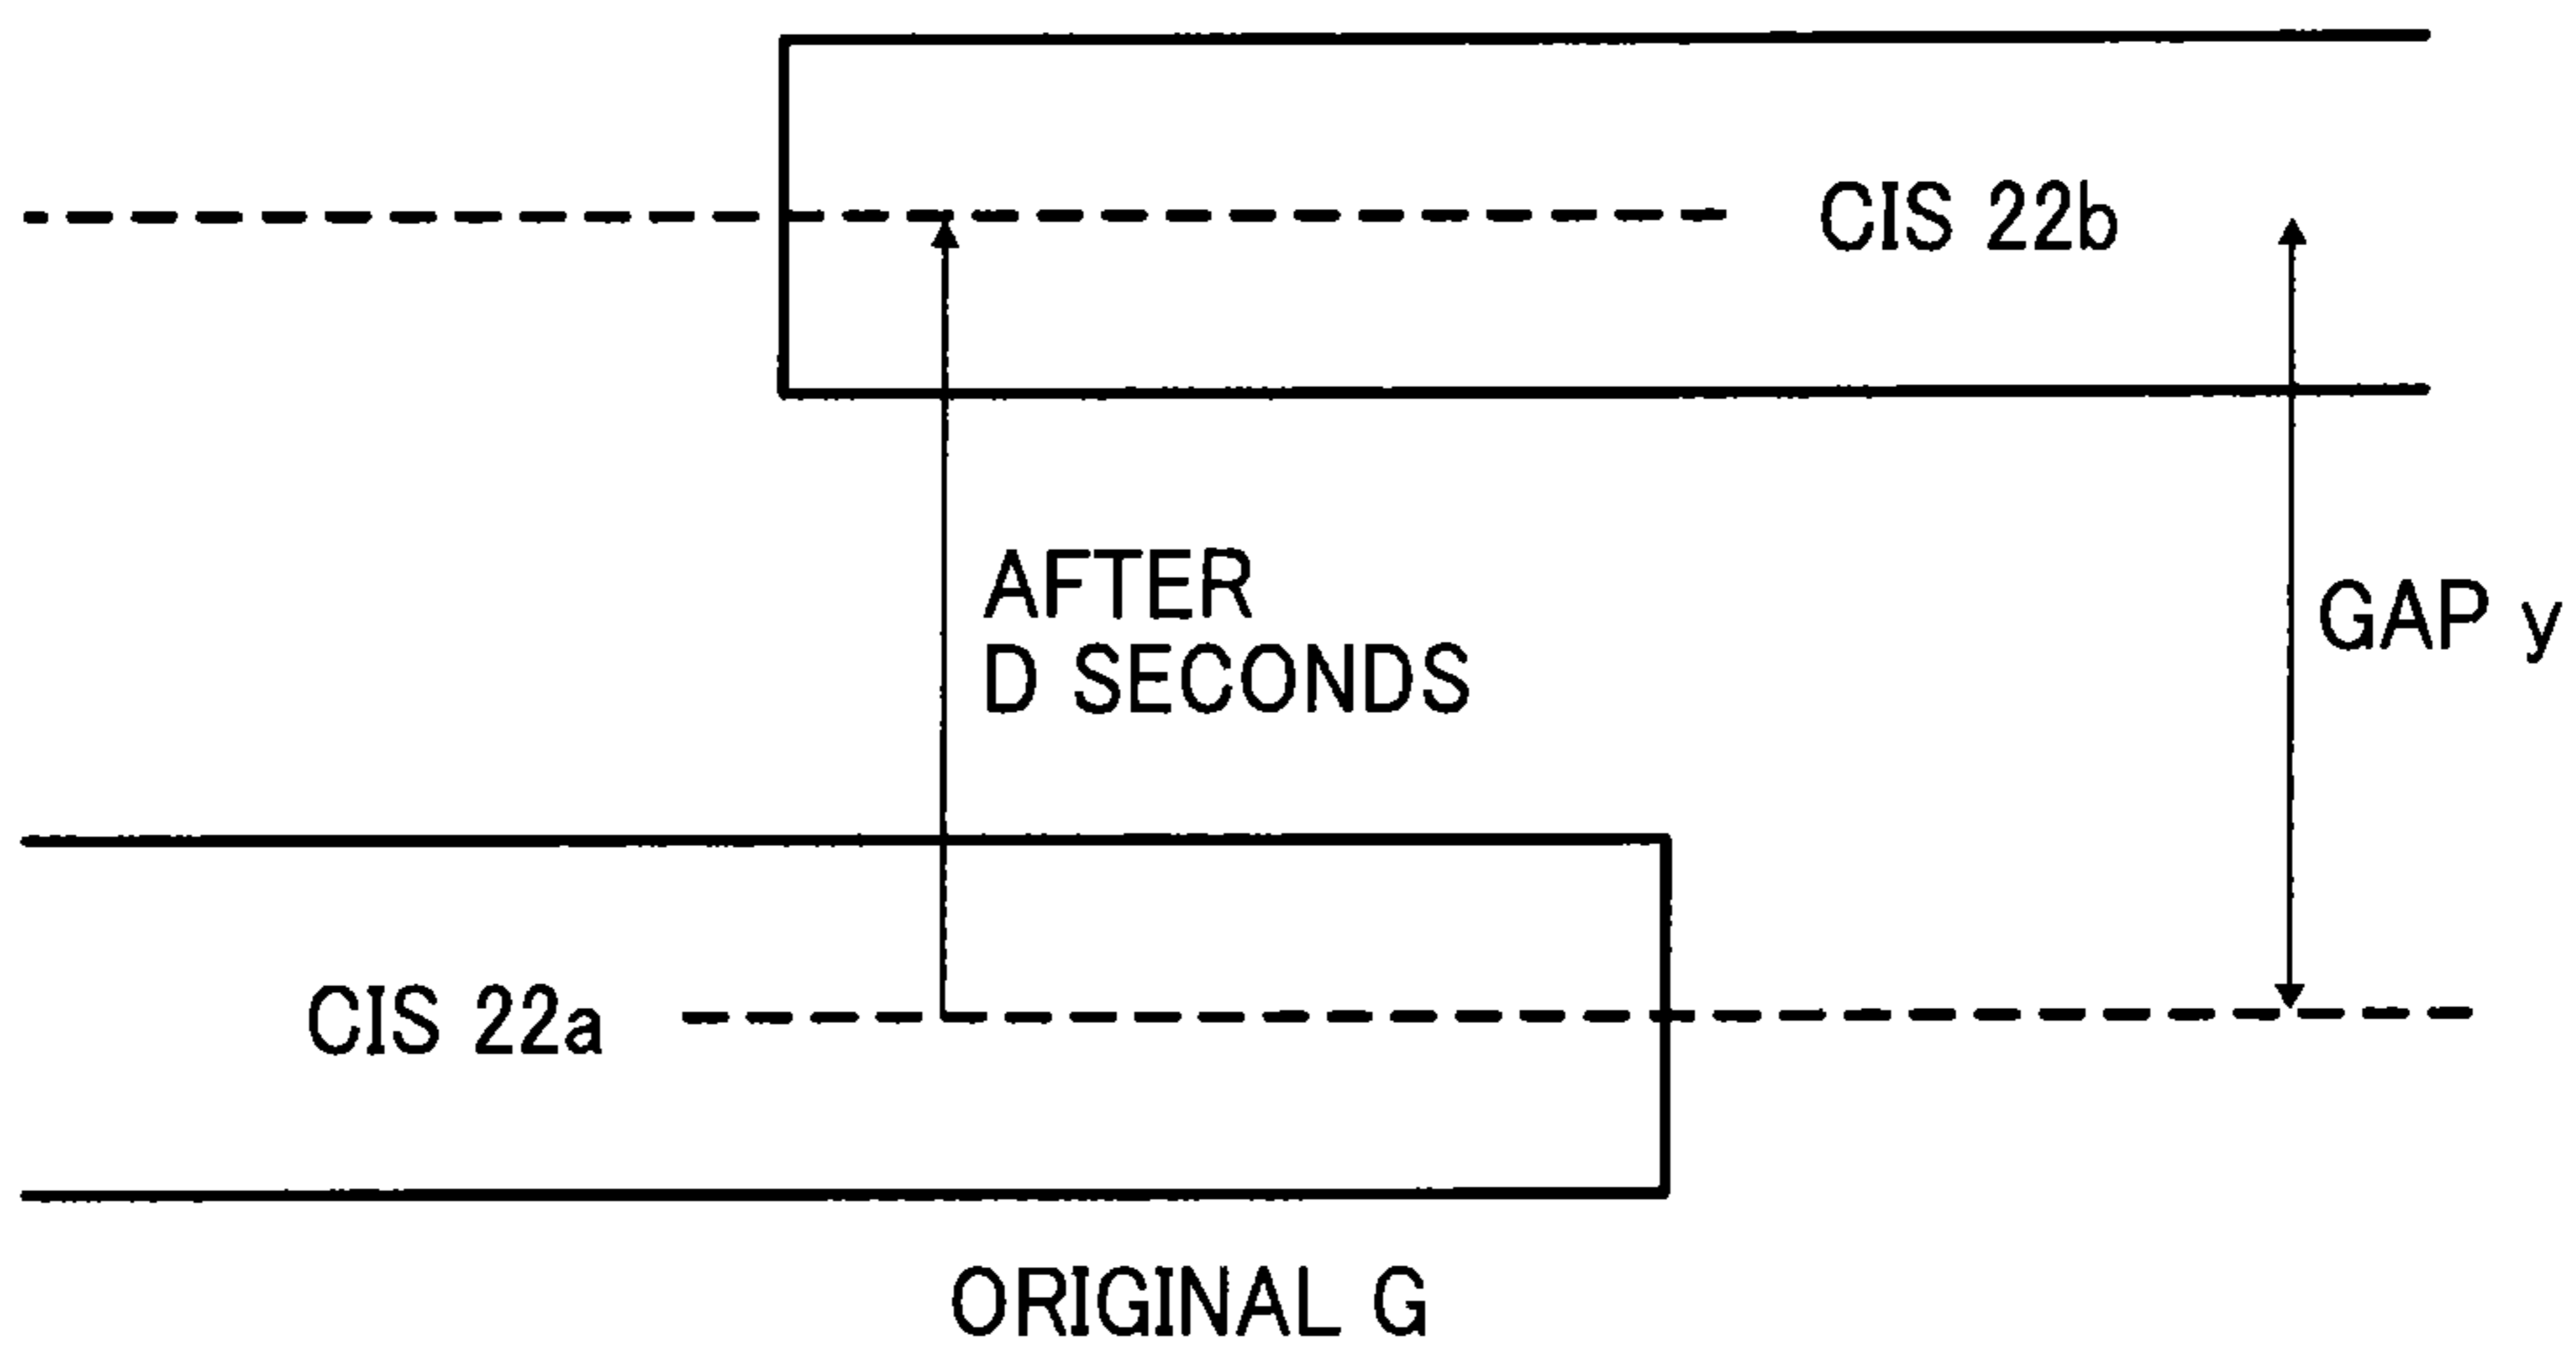 CIS 22b
AFTER
D SECONDS
GAP y
CIS 22a
ORIGINAL G